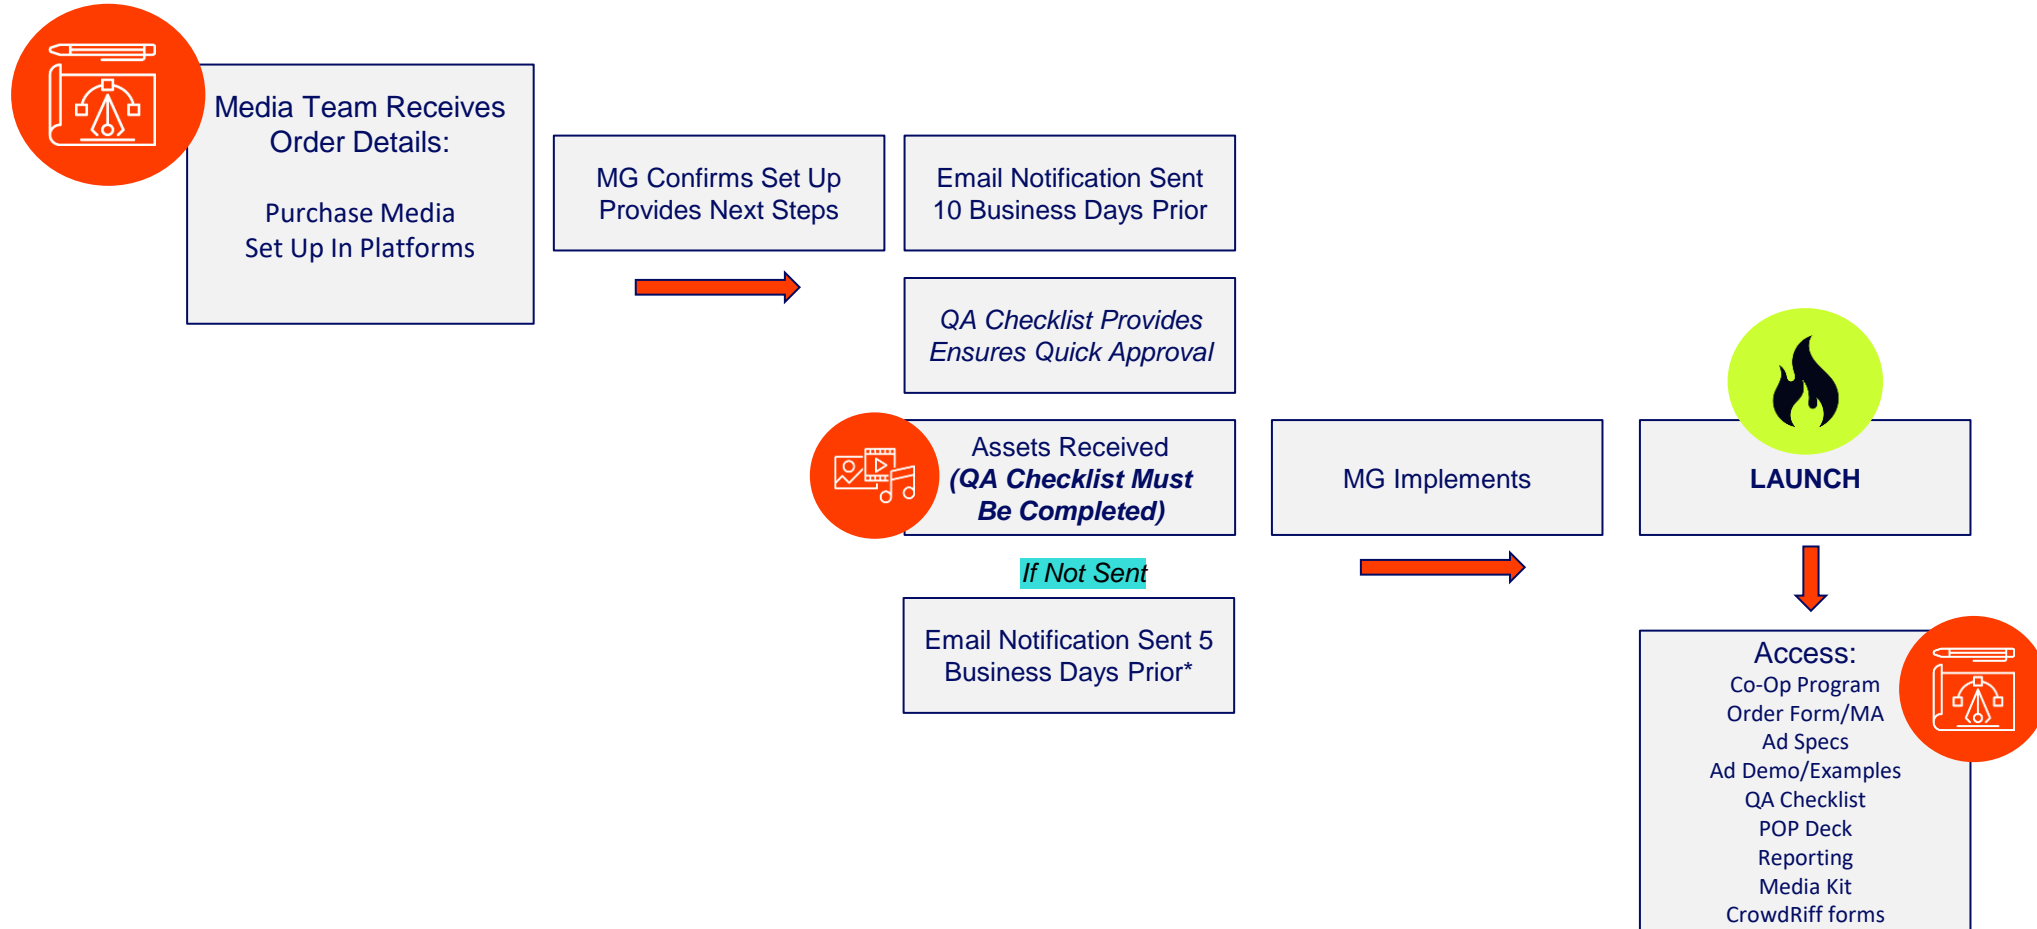 Media Team Receives
Order Details:
Purchase Media
Set Up In Platforms
MG Confirms Set Up
Provides Next Steps
Email Notification Sent
10 Business Days Prior
QA Checklist Provides
Ensures Quick Approval
Assets Received
(QA Checklist Must
Be Completed)
If Not Sent
Email Notification Sent 5
Business Days Prior*
MG Implements
LAUNCH
Access:
Co-Op Program
Order Form/MA
Ad Specs
Ad Demo/Examples
QA Checklist
POP Deck
Reporting
Media Kit
CrowdRiff forms